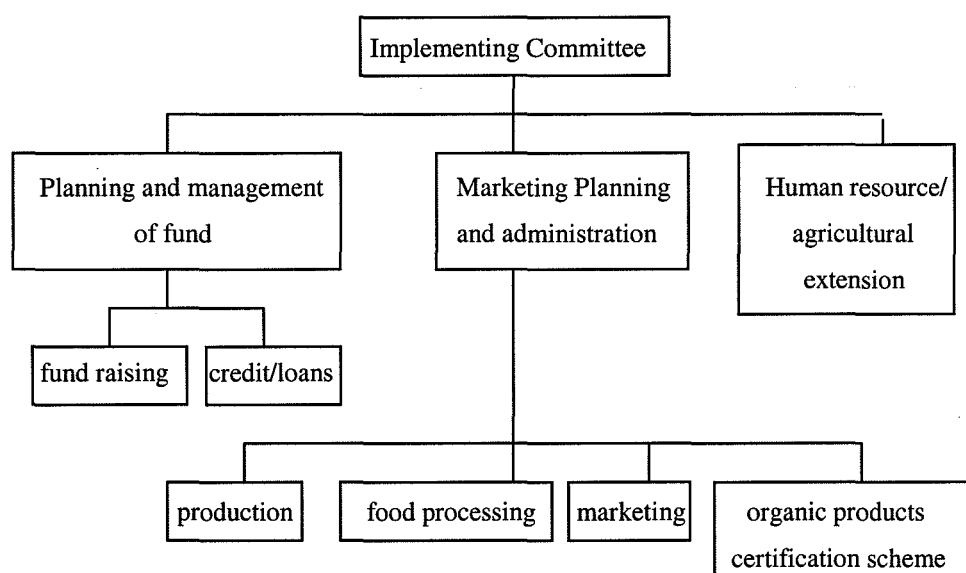 Implementing Committee
Planning and management
of fund
Marketing Planning
and administration
Human resource/
agricultural
extension
fund raising
credit/loans
production
food processing
marketing
organic products
certification scheme